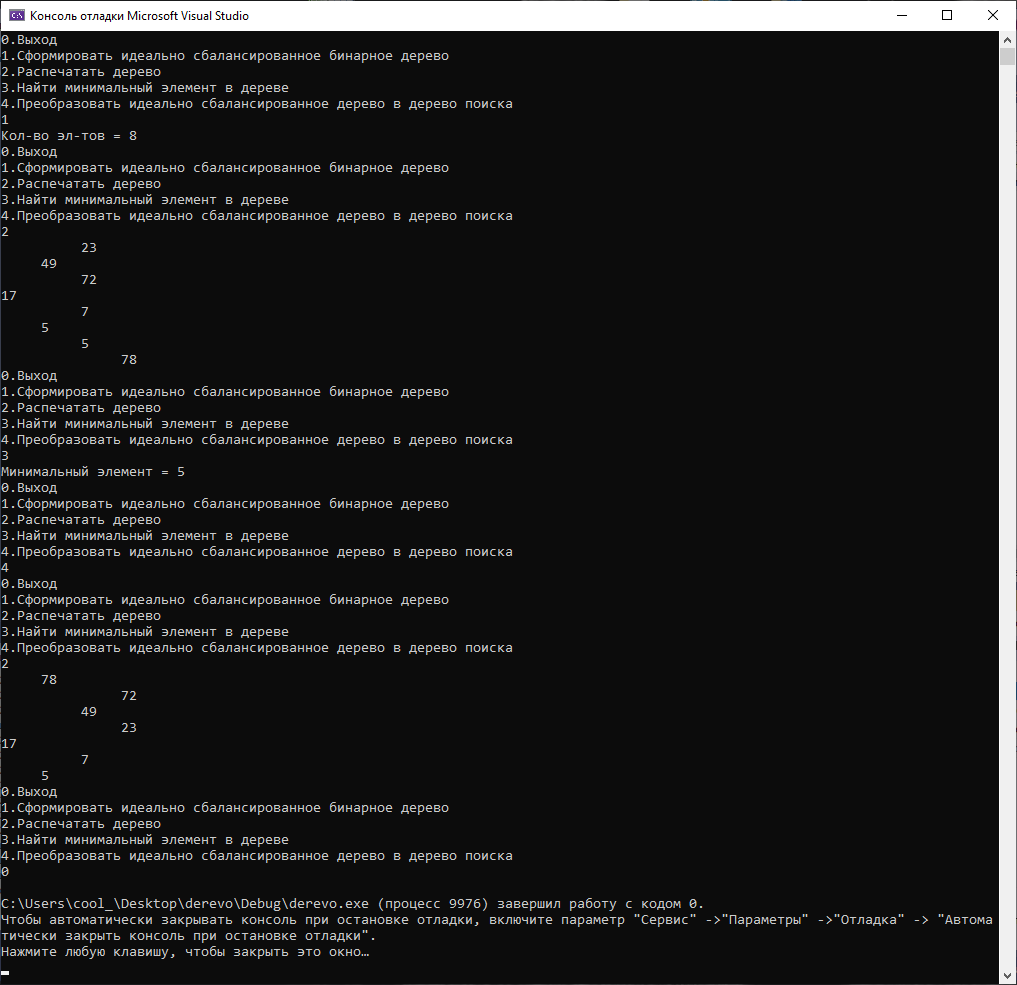 Консоль отладки Microsoft Visual Studio
0.Выход
1.Сформировать идеально сбалансированное бинарное дерево
2.Распечатать дерево
3.Найти минимальный элемент в дереве
4.Преобразовать идеально сбалансированное дерево в дерево поиска
1
Кол-во эл-тов = 8
0.Выход
1.Сформировать идеально сбалансированное бинарное дерево
2.Распечатать дерево
3.Найти минимальный элемент в дереве
4.Преобразовать идеально сбалансированное дерево в дерево поиска
2
          23
     49
          72
17
          7
     5
          5
               78
0.Выход
1.Сформировать идеально сбалансированное бинарное дерево
2.Распечатать дерево
3.Найти минимальный элемент в дереве
4.Преобразовать идеально сбалансированное дерево в дерево поиска
3
Минимальный элемент = 5
0.Выход
1.Сформировать идеально сбалансированное бинарное дерево
2.Распечатать дерево
3.Найти минимальный элемент в дереве
4.Преобразовать идеально сбалансированное дерево в дерево поиска
4
0.Выход
1.Сформировать идеально сбалансированное бинарное дерево
2.Распечатать дерево
3.Найти минимальный элемент в дереве
4.Преобразовать идеально сбалансированное дерево в дерево поиска
2
     78
               72
          49
               23
17
          7
     5
0.Выход
1.Сформировать идеально сбалансированное бинарное дерево
2.Распечатать дерево
3.Найти минимальный элемент в дереве
4.Преобразовать идеально сбалансированное дерево в дерево поиска
0
C:\Users\cool_\Desktop\derevo\Debug\derevo.exe (процесс 9976) завершил работу с кодом 0.
Чтобы автоматически закрывать консоль при остановке отладки, включите параметр "Сервис" ->"Параметры" ->"Отладка" -> "Автома
тически закрыть консоль при остановке отладки".
Нажмите любую клавишу, чтобы закрыть это окно…